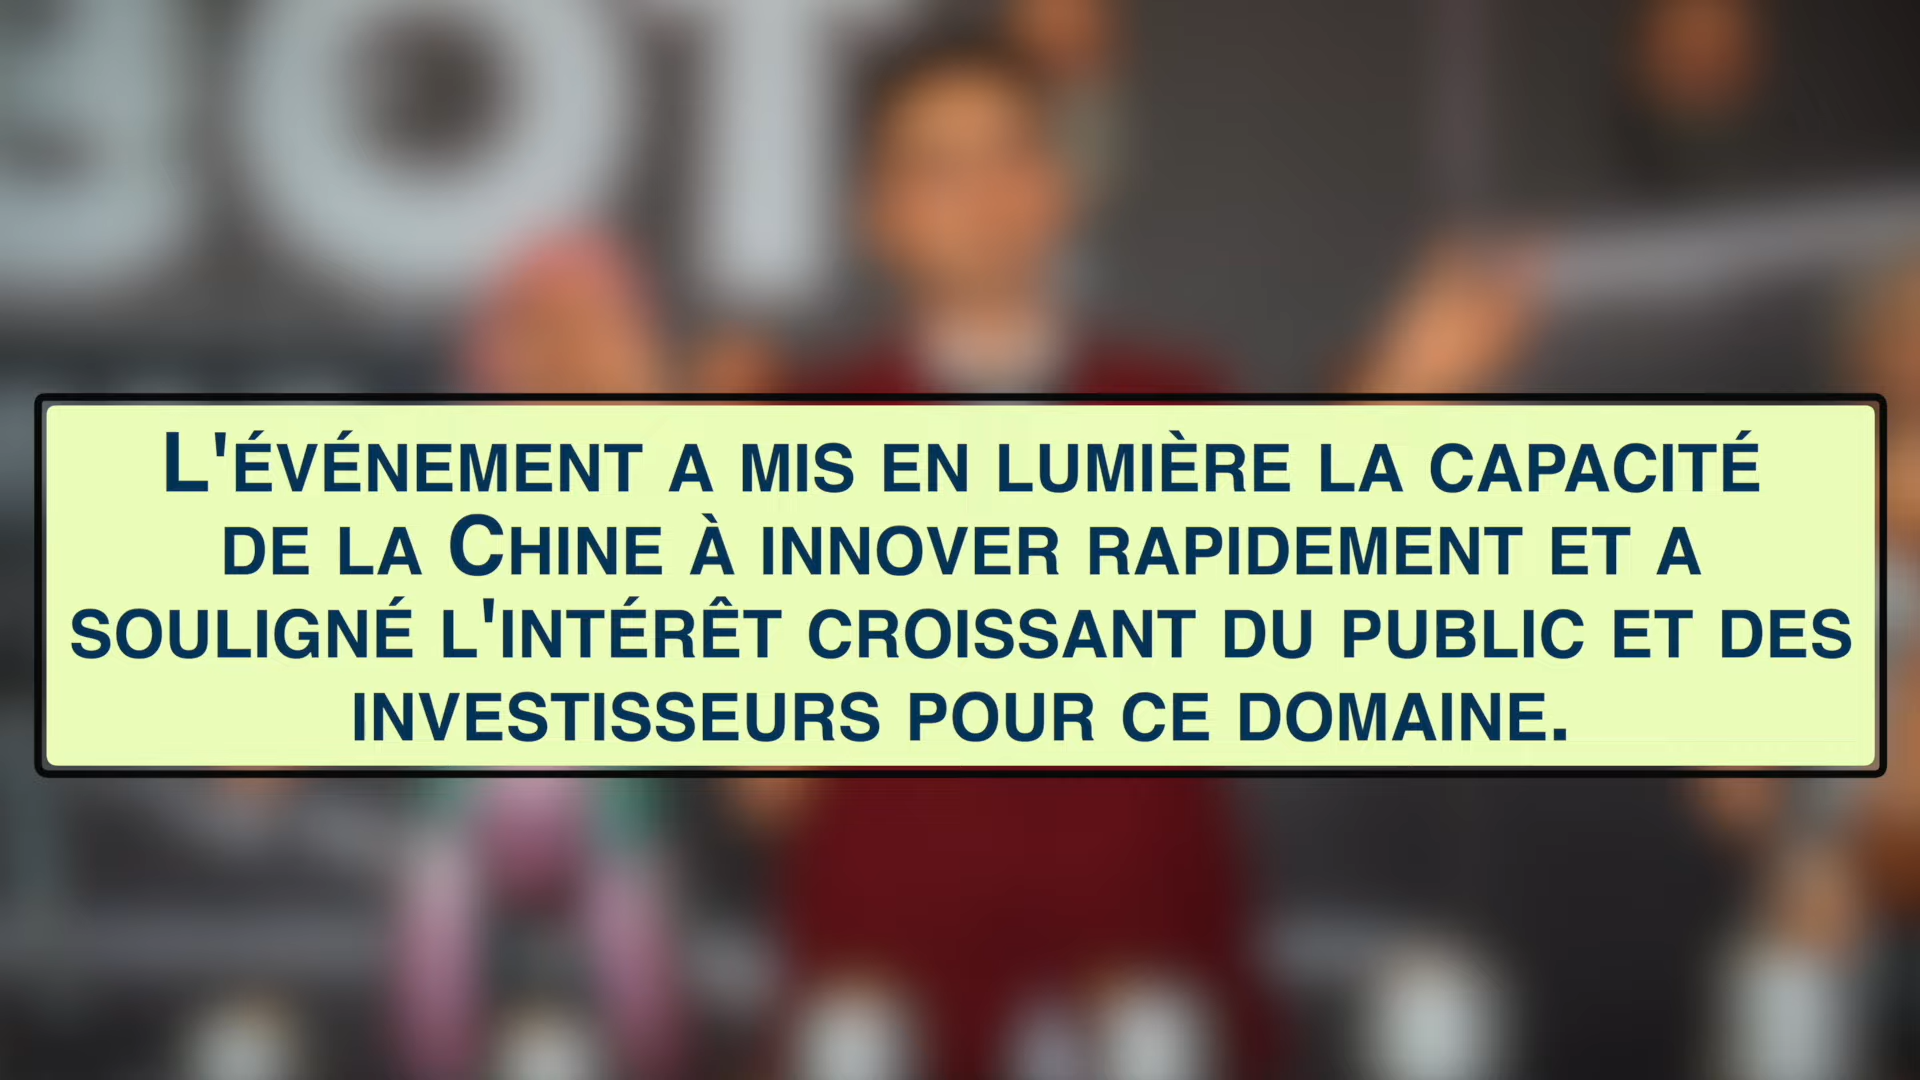 OT
L'ÉVÉNEMENT A MIS EN LUMIÈRE LA CAPACITÉ
DE LA CHINE À INNOVER RAPIDEMENT ET A
SOULIGNÉ L'INTÉRÊT CROISSANT DU PUBLIC ET DES
INVESTISSEURS POUR CE DOMAINE.